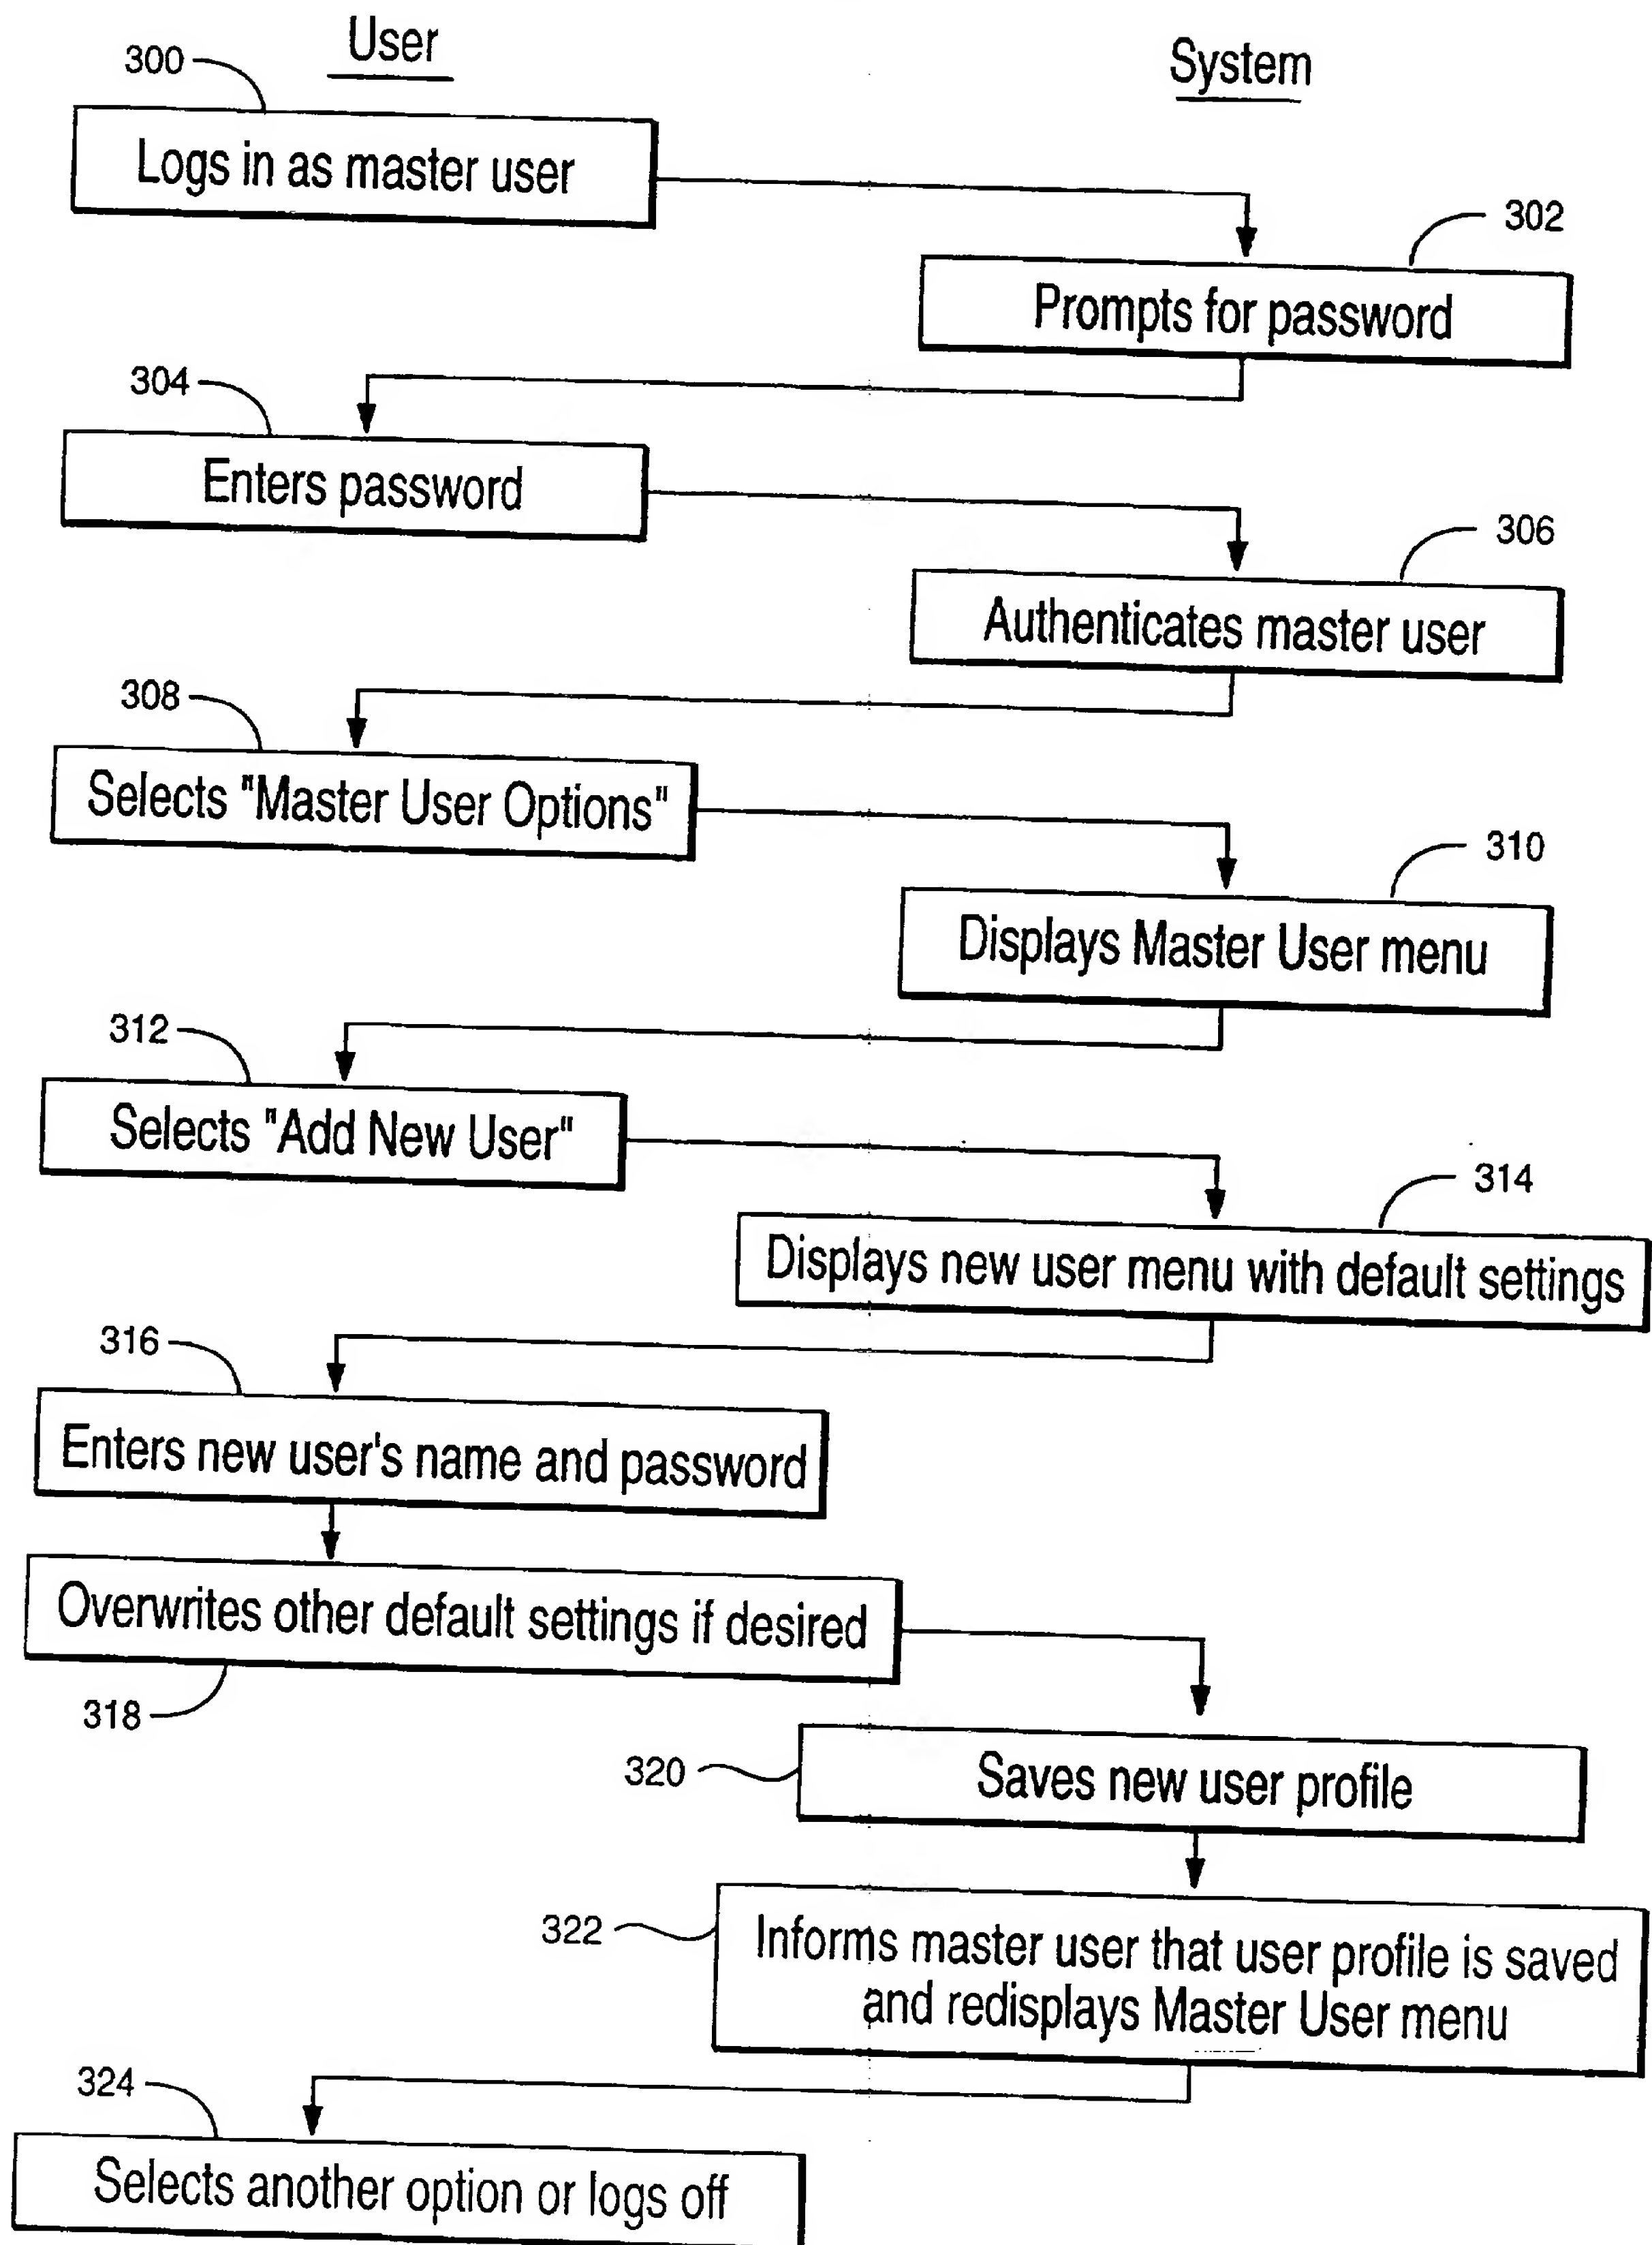 User
System
300
Logs in as master user
302
Prompts for password
304
Enters password
306
Authenticates master user
308
Selects "Master User Options"
310
Displays Master User menu
312
Selects "Add New User"
314
Displays new user menu with default settings
316
Enters new user's name and password
Overwrites other default settings if desired
318
320
Saves new user profile
322
Informs master user that user profile is saved
and redisplays Master User menu
324
Selects another option or logs off